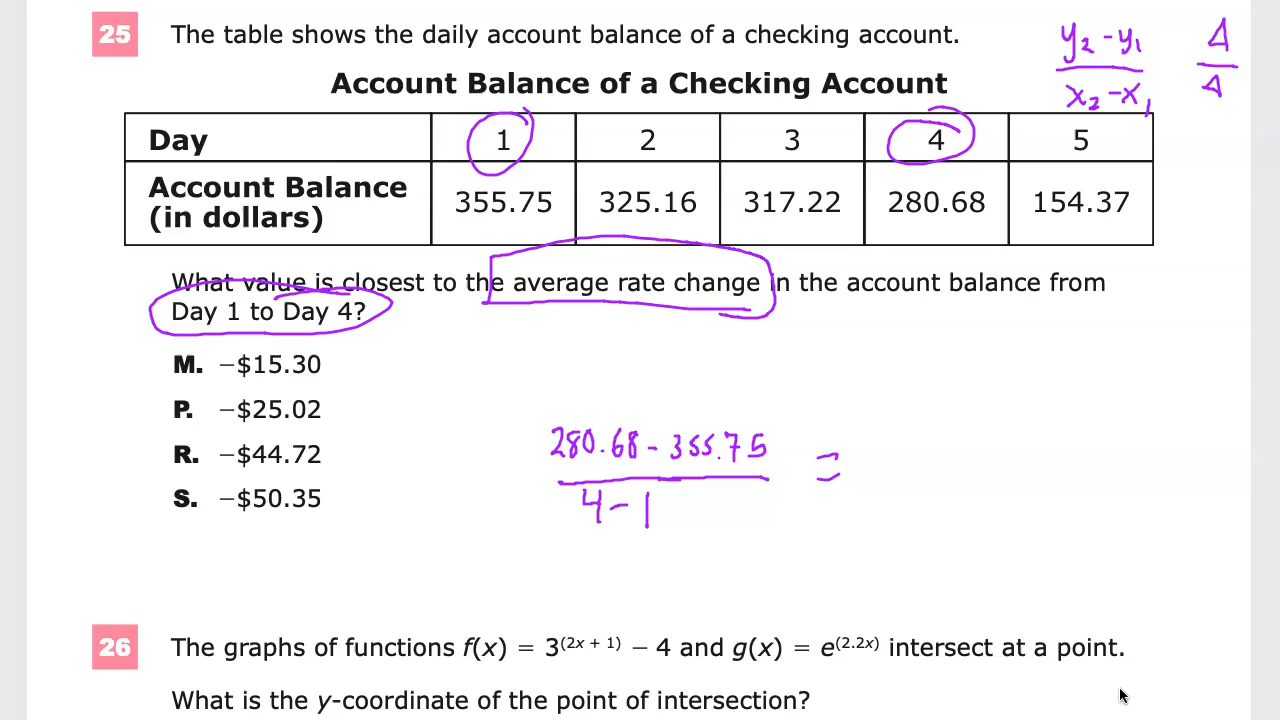 25 The table shows the daily account balance of a checking account.
y₂ - y₁ Δ
x₂ - x₁ Δ
Account Balance of a Checking Account
Day 1 2 3 4 5
Account Balance
(in dollars) 355.75 325.16 317.22 280.68 154.37
What value is closest to the average rate change in the account balance from
Day 1 to Day 4?
M. −$15.30
P. −$25.02
R. −$44.72
S. −$50.35
280.68 - 355.75 =
4 - 1
26 The graphs of functions f(x) = 3^(2x + 1) − 4 and g(x) = e^(2.2x) intersect at a point.
What is the y-coordinate of the point of intersection?